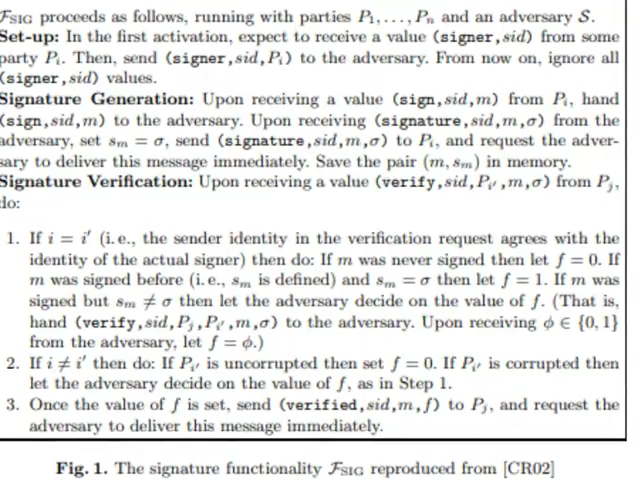 F_SIG proceeds as follows, running with parties P_1, . . . , P_n and an adversary S.
Set-up: In the first activation, expect to receive a value (signer, sid) from some
party P_i. Then, send (signer, sid, P_i) to the adversary. From now on, ignore all
(signer, sid) values.
Signature Generation: Upon receiving a value (sign, sid, m) from P_i, hand
(sign, sid, m) to the adversary. Upon receiving (signature, sid, m, σ) from the
adversary, set s_m = σ, send (signature, sid, m, σ) to P_i, and request the adver-
sary to deliver this message immediately. Save the pair (m, s_m) in memory.
Signature Verification: Upon receiving a value (verify, sid, P_i′, m, σ) from P_j,
do:
1. If i = i′ (i. e., the sender identity in the verification request agrees with the
identity of the actual signer) then do: If m was never signed then let f = 0. If
m was signed before (i. e., s_m is defined) and s_m = σ then let f = 1. If m was
signed but s_m ≠ σ then let the adversary decide on the value of f. (That is,
hand (verify, sid, P_j, P_i′, m, σ) to the adversary. Upon receiving φ ∈ {0, 1}
from the adversary, let f = φ.)
2. If i ≠ i′ then do: If P_i′ is uncorrupted then set f = 0. If P_i′ is corrupted then
let the adversary decide on the value of f, as in Step 1.
3. Once the value of f is set, send (verified, sid, m, f) to P_j, and request the
adversary to deliver this message immediately.
Fig. 1. The signature functionality F_SIG reproduced from [CR02]